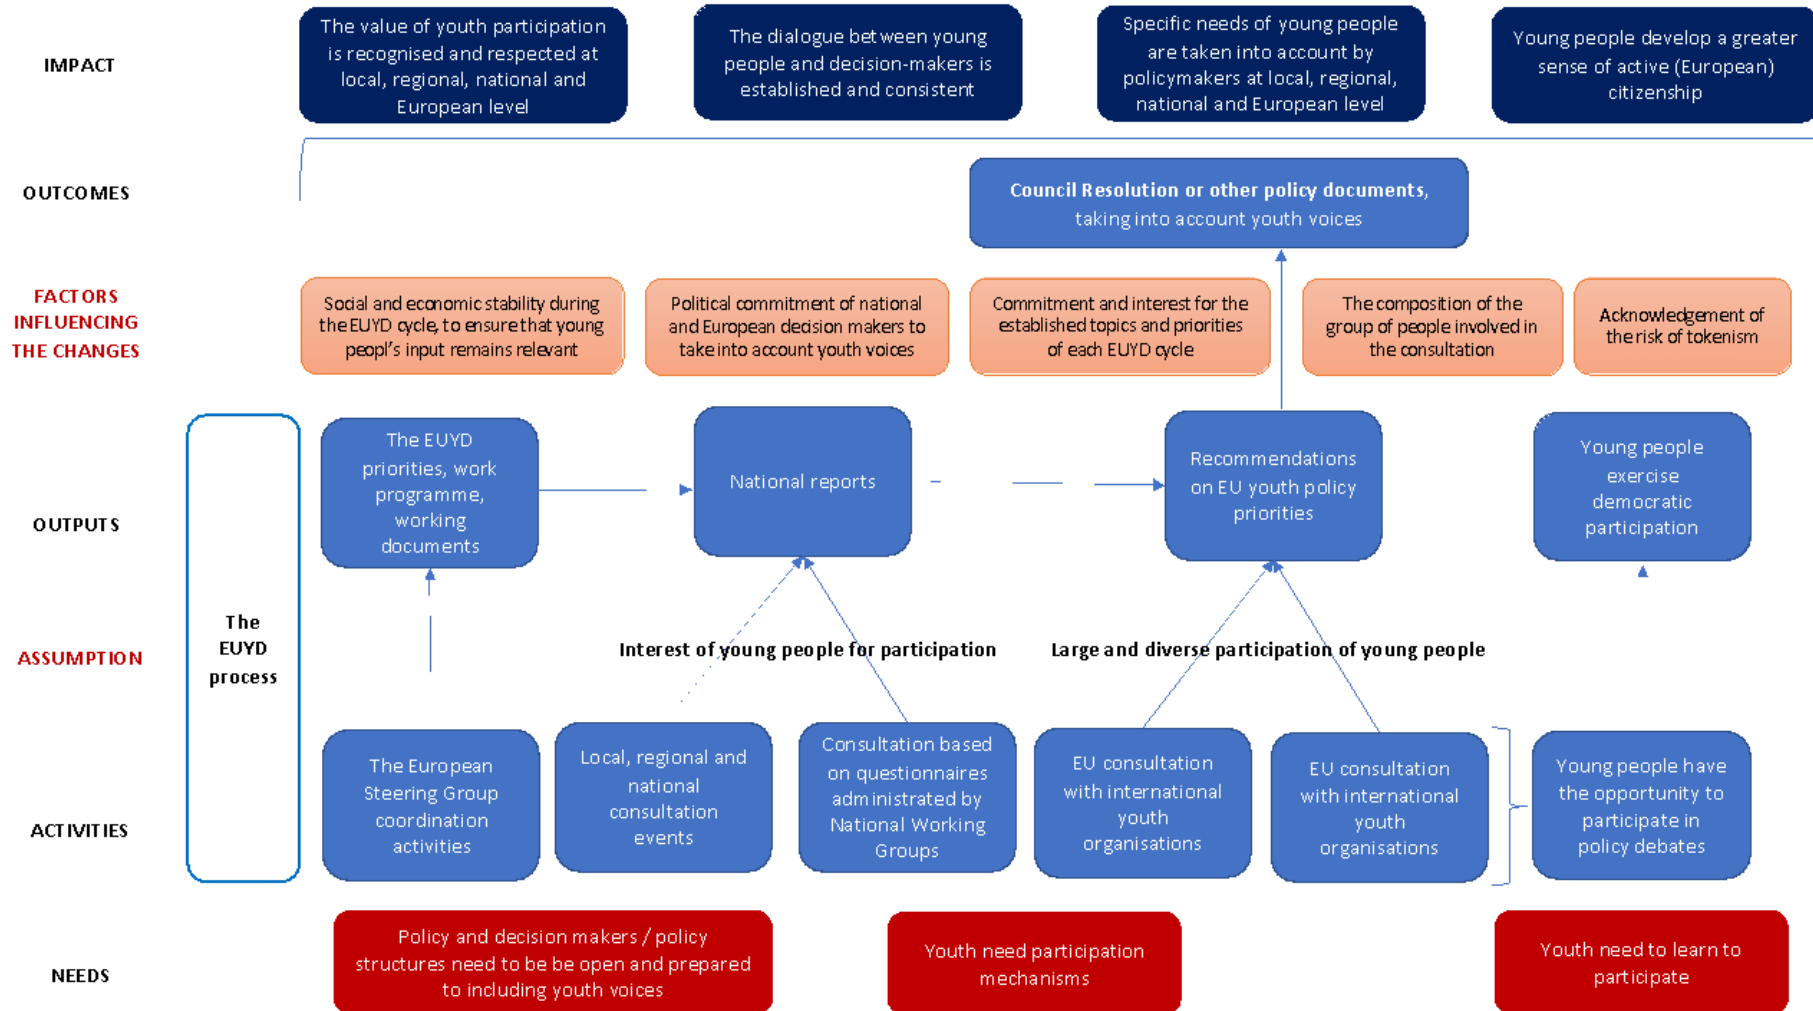 IMPACT
The value of youth participation
is recognised and respected at
local, regional, national and
European level
The dialogue between young
people and decision-makers is
established and consistent
Specific needs of young people
are taken into account by
policymakers at local, regional,
national and European level
Young people develop a greater
sense of active (European)
citizenship
OUTCOMES
Council Resolution or other policy documents,
taking into account youth voices
FACTORS
INFLUENCING
THE CHANGES
Social and economic stability during
the EUYD cycle, to ensure that young
peopl's input remains relevant
Political commitment of national
and European decision makers to
take into account youth voices
Commitment and interest for the
established topics and priorities
of each EUYD cycle
The composition of the
group of people involved in
the consultation
Acknowledgement of
the risk of tokenism
OUTPUTS
The EUYD
priorities, work
programme,
working
documents
National reports
Recommendations
on EU youth policy
priorities
Young people
exercise
democratic
participation
The
EUYD
process
ASSUMPTION
Interest of young people for participation
Large and diverse participation of young people
ACTIVITIES
The European
Steering Group
coordination
activities
Local, regional and
national
consultation
events
Consultation based
on questionnaires
administrated by
National Working
Groups
EU consultation
with international
youth
organisations
EU consultation
with international
youth
organisations
Young people have
the opportunity to
participate in
policy debates
NEEDS
Policy and decision makers / policy
structures need to be be open and prepared
to including youth voices
Youth need participation
mechanisms
Youth need to learn to
participate